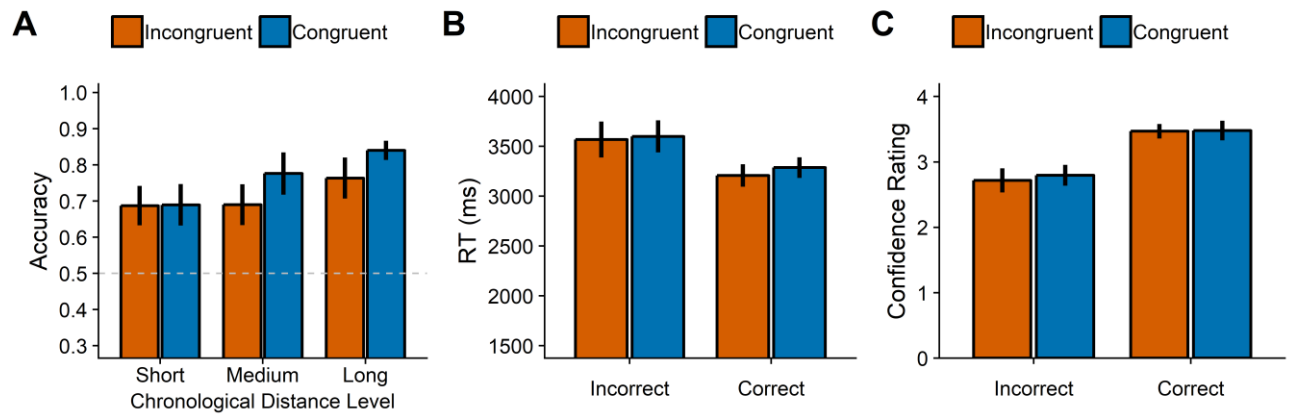 A
Incongruent Congruent
Accuracy
1.0
0.9
0.8
0.7
0.6
0.5
0.4
0.3
Short Medium Long
Chronological Distance Level
B
Incongruent Congruent
RT (ms)
4000
3500
3000
2500
2000
1500
Incorrect Correct
C
Incongruent Congruent
Confidence Rating
4
3
2
1
0
Incorrect Correct